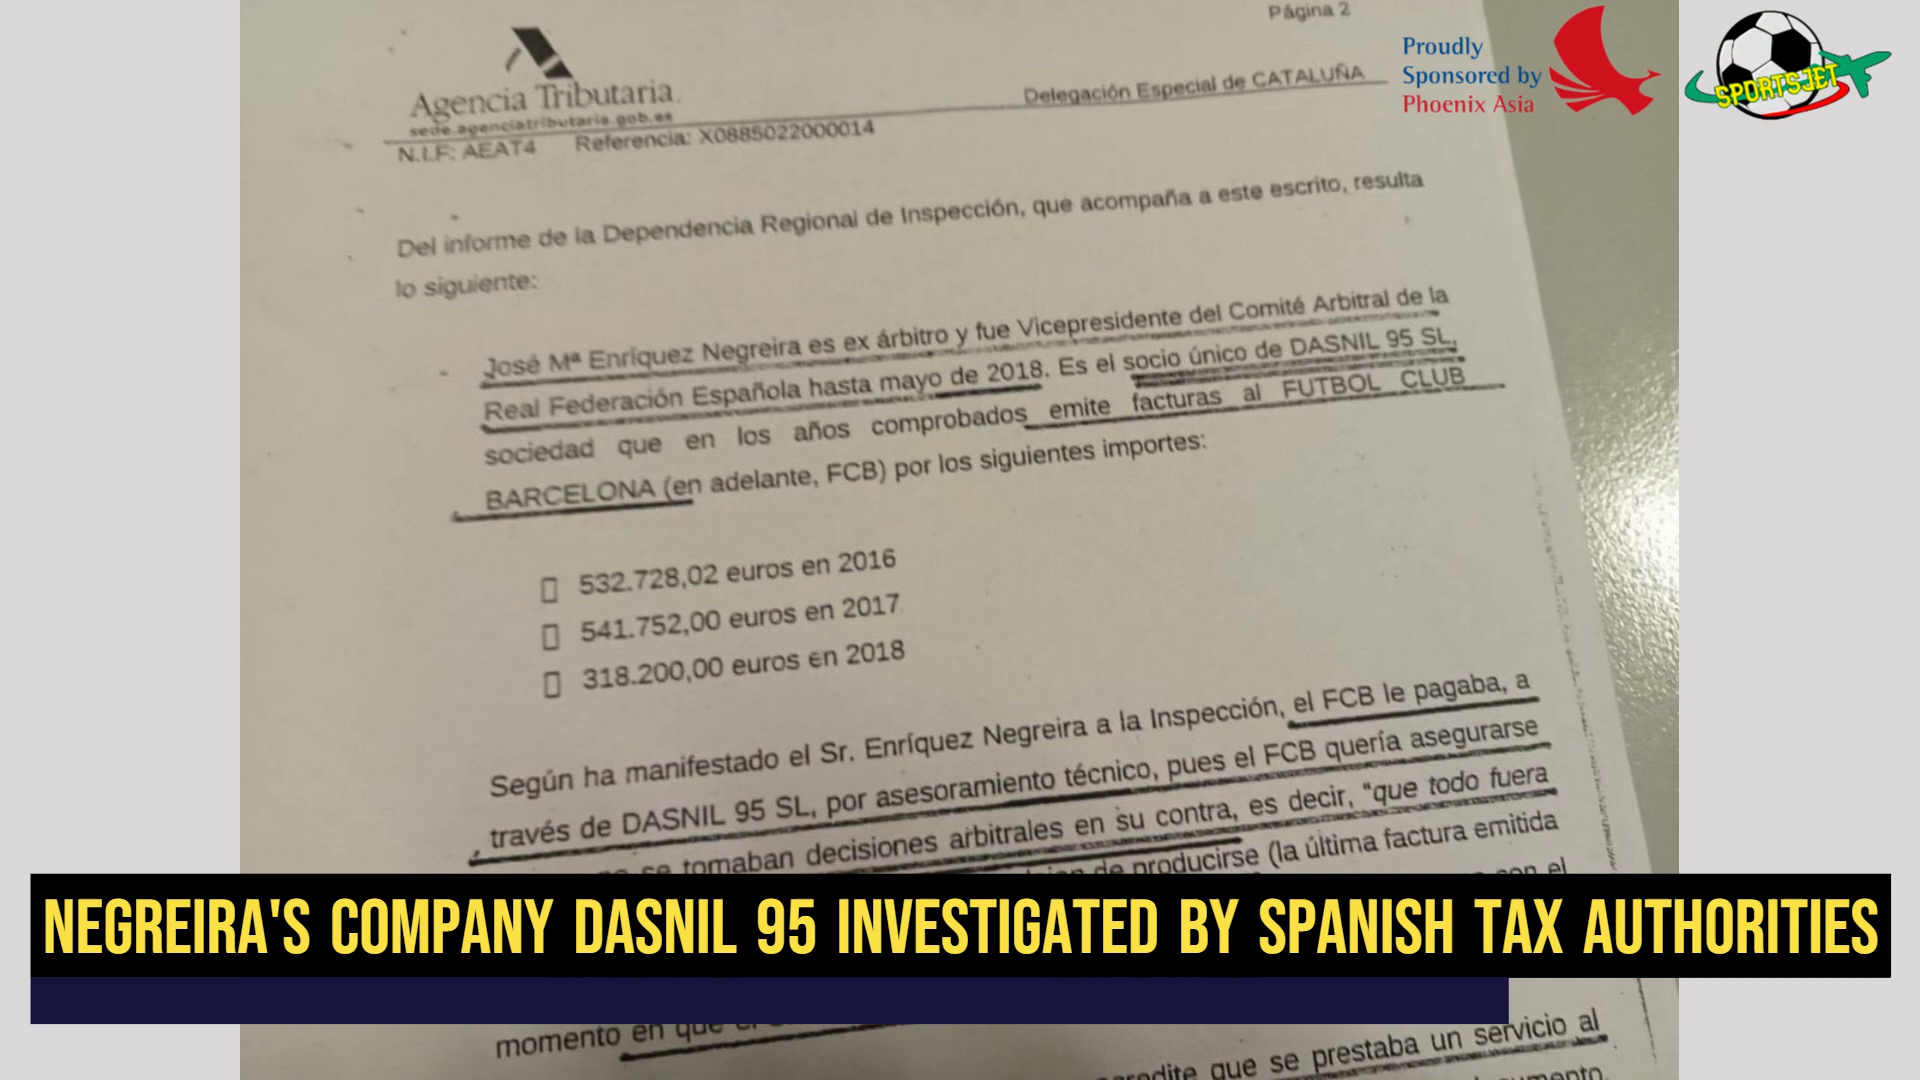 Página 2
Agencia Tributaria
Delegación Especial de CATALUÑA
sede.agenciatributaria.gob.es
N.I.F: AEAT4 Referencia: X0885022000014
Proudly
Sponsored by
Phoenix Asia
SPORTSJET
Del informe de la Dependencia Regional de Inspección, que acompaña a este escrito, resulta
lo siguiente:
José Mª Enríquez Negreira es ex árbitro y fue Vicepresidente del Comité Arbitral de la
Real Federación Española hasta mayo de 2018. Es el socio único de DASNIL 95 SL,
sociedad que en los años comprobados emite facturas al FUTBOL CLUB
BARCELONA (en adelante, FCB) por los siguientes importes:
532.728,02 euros en 2016
541.752,00 euros en 2017
318.200,00 euros en 2018
Según ha manifestado el Sr. Enríquez Negreira a la Inspección, el FCB le pagaba, a
través de DASNIL 95 SL, por asesoramiento técnico, pues el FCB quería asegurarse
se tomaban decisiones arbitrales en su contra, es decir, "que todo fuera
de producirse (la última factura emitida
con el
NEGREIRA'S COMPANY DASNIL 95 INVESTIGATED BY SPANISH TAX AUTHORITIES
momento en que
que se prestaba un servicio al